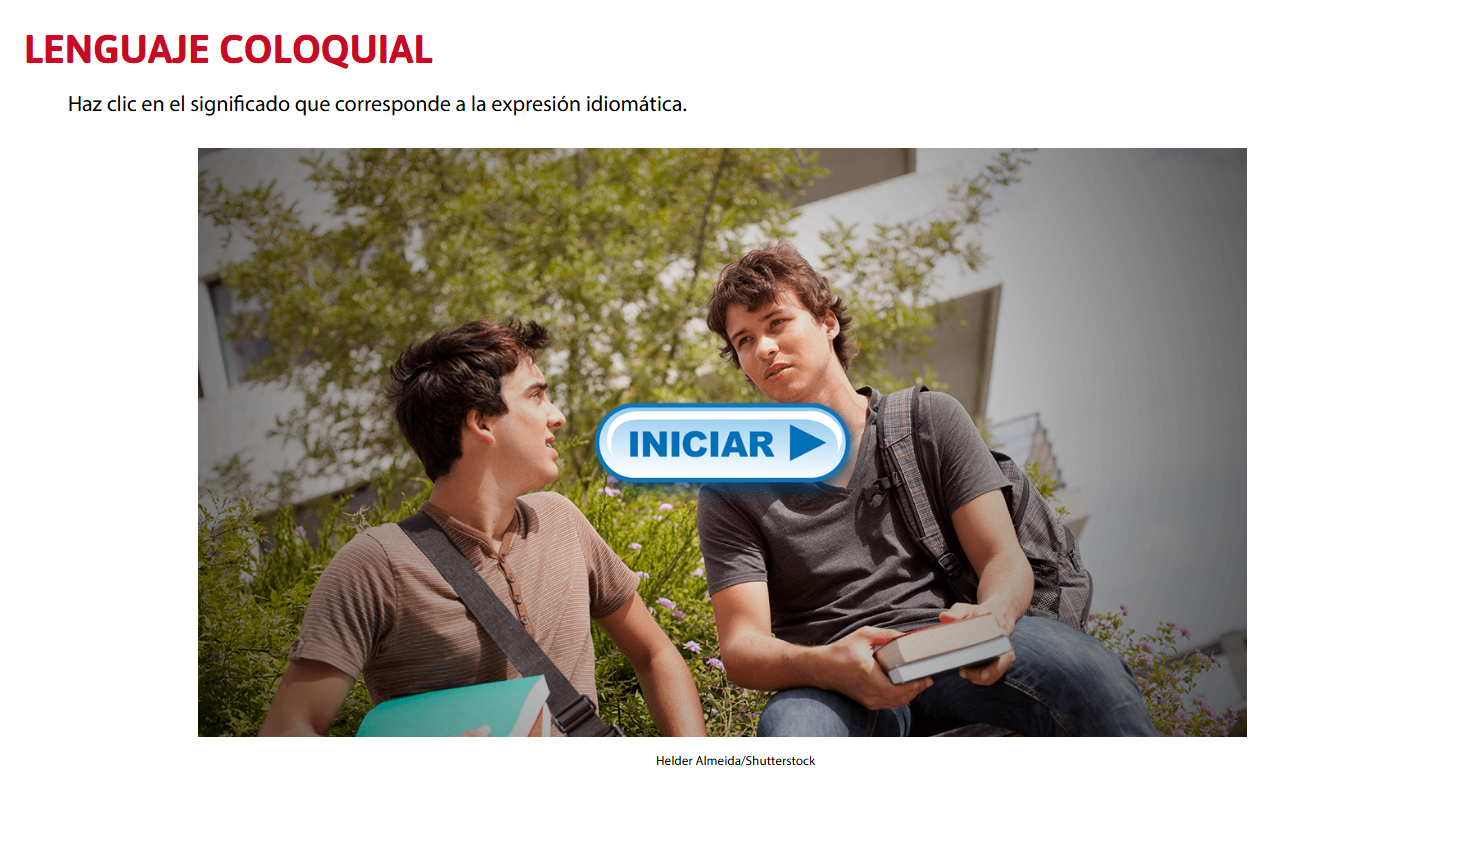 LENGUAJE COLOQUIAL
Haz clic en el significado que corresponde a la expresión idiomática.
INICIAR
Helder Almeida/Shutterstock